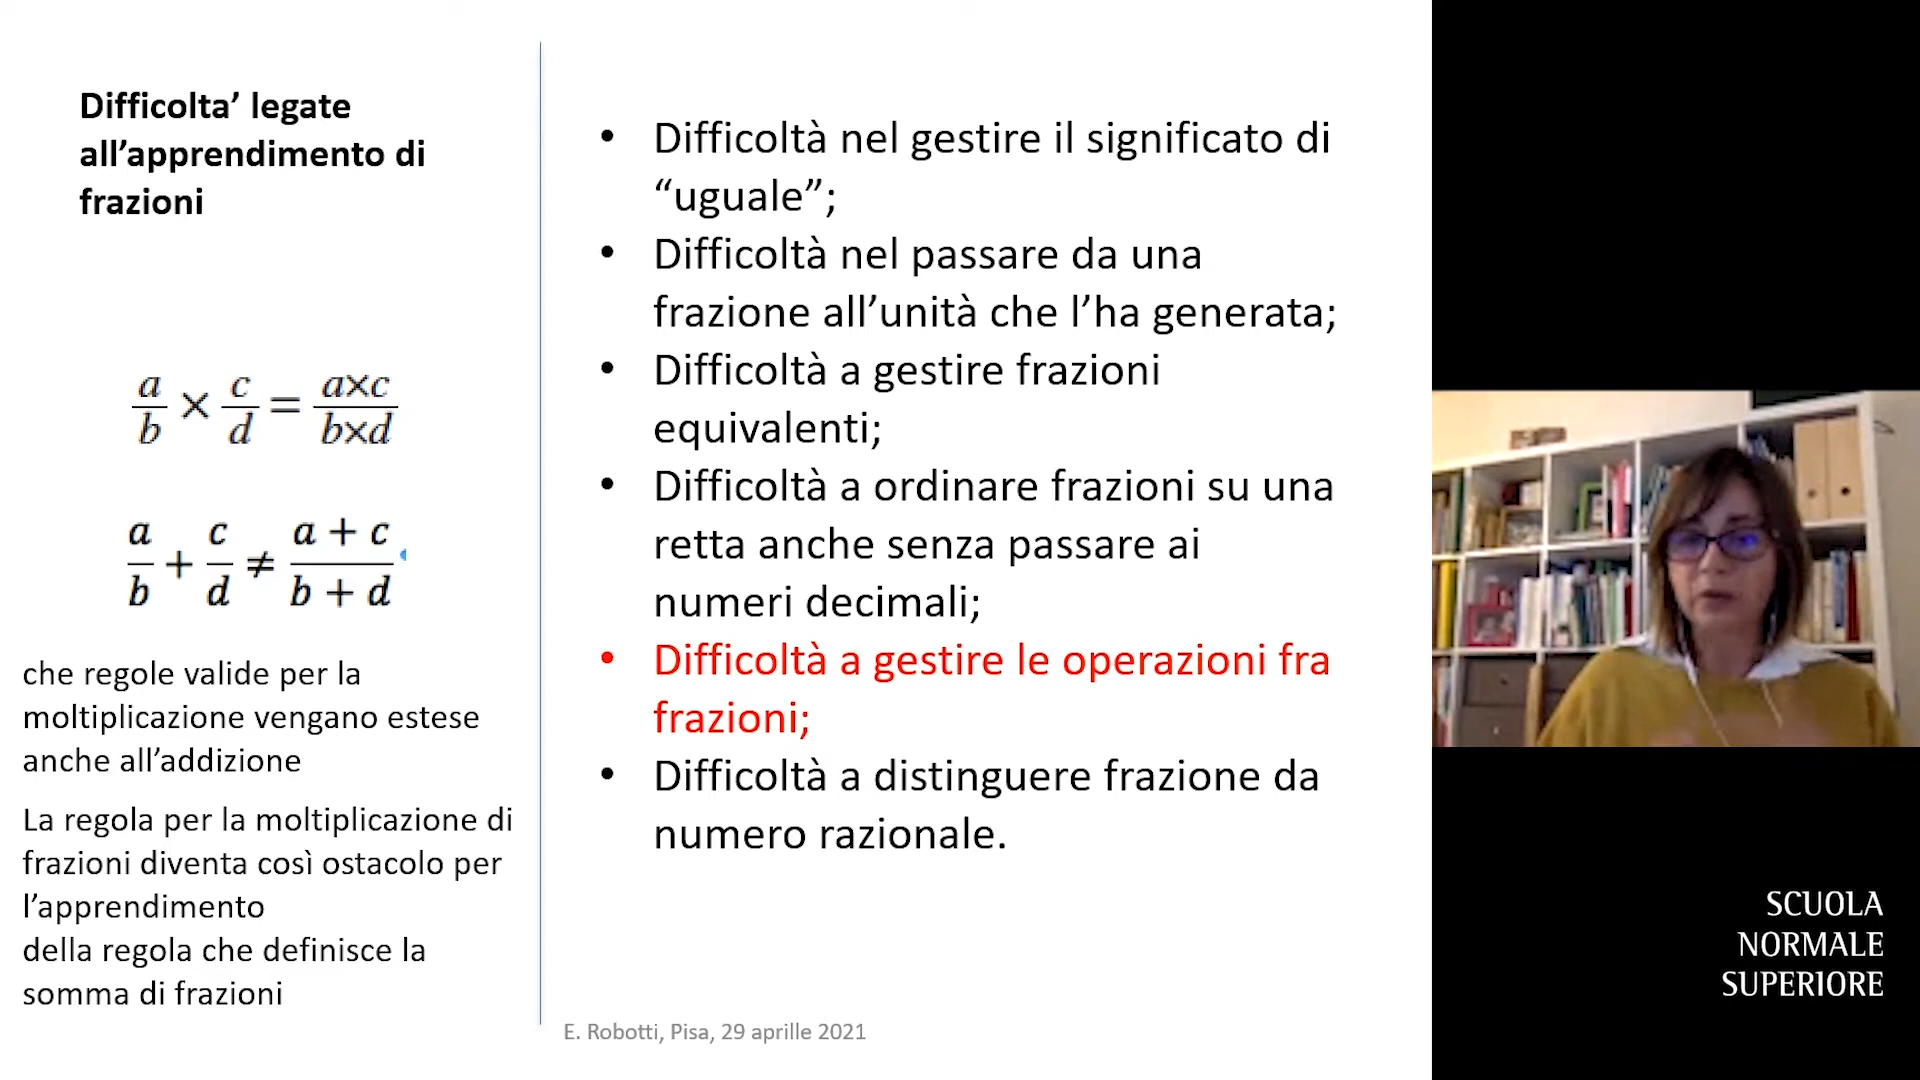 Difficolta’ legate
all’apprendimento di
frazioni
a/b × c/d = a×c/b×d
a/b + c/d ≠ a + c/b + d
che regole valide per la
moltiplicazione vengano estese
anche all’addizione
La regola per la moltiplicazione di
frazioni diventa così ostacolo per
l’apprendimento
della regola che definisce la
somma di frazioni
• Difficoltà nel gestire il significato di
“uguale”;
• Difficoltà nel passare da una
frazione all’unità che l’ha generata;
• Difficoltà a gestire frazioni
equivalenti;
• Difficoltà a ordinare frazioni su una
retta anche senza passare ai
numeri decimali;
• Difficoltà a gestire le operazioni fra
frazioni;
• Difficoltà a distinguere frazione da
numero razionale.
E. Robotti, Pisa, 29 aprille 2021
SCUOLA
NORMALE
SUPERIORE